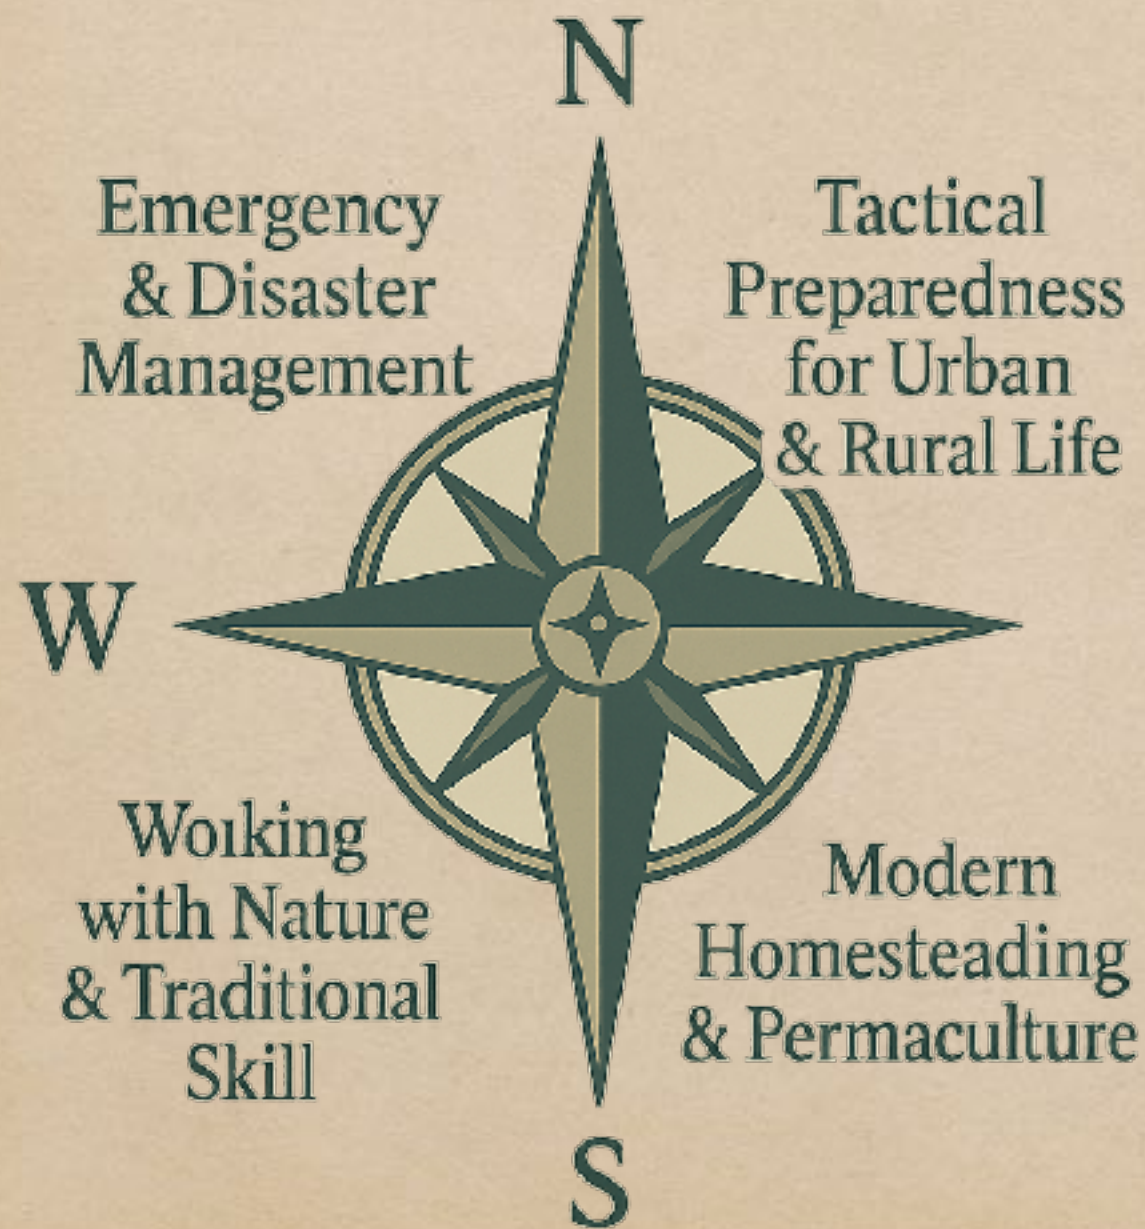 N
Emergency
& Disaster
Management
Tactical
Preparedness
for Urban
& Rural Life
W
Woıking
with Nature
& Traditional
Skill
Modern
Homesteading
& Permaculture
S